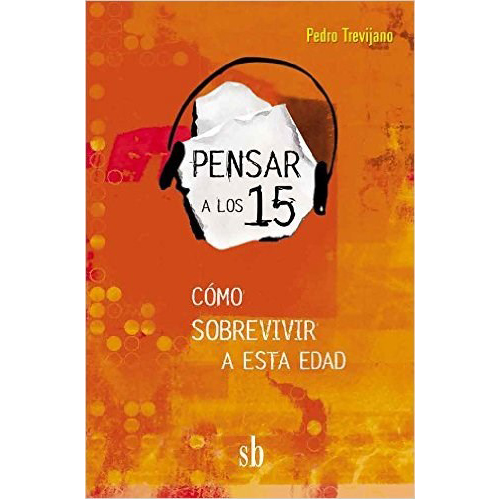 Pedro Trevijano
PENSAR
A LOS 15
CÓMO
SOBREVIVIR
A ESTA EDAD
sb